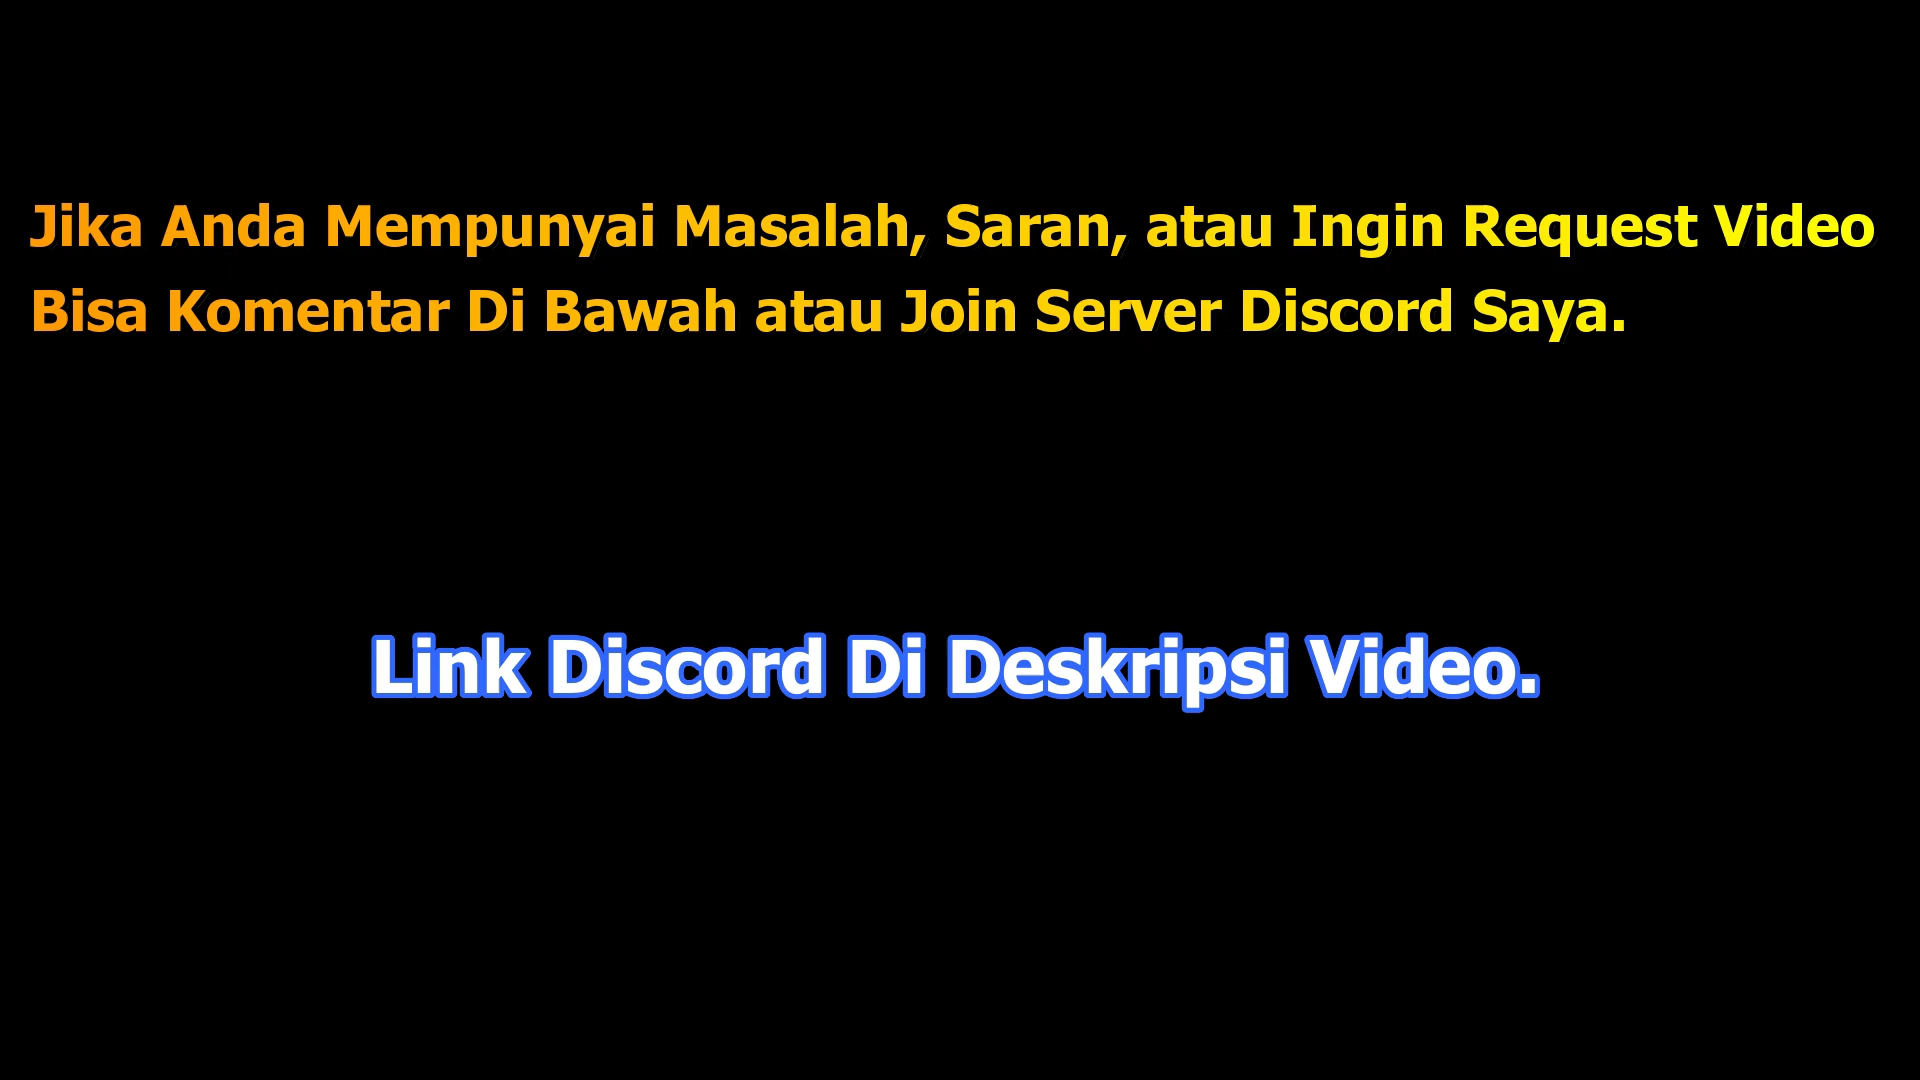 Jika Anda Mempunyai Masalah, Saran, atau Ingin Request Video
Bisa Komentar Di Bawah atau Join Server Discord Saya.
Link Discord Di Deskripsi Video.